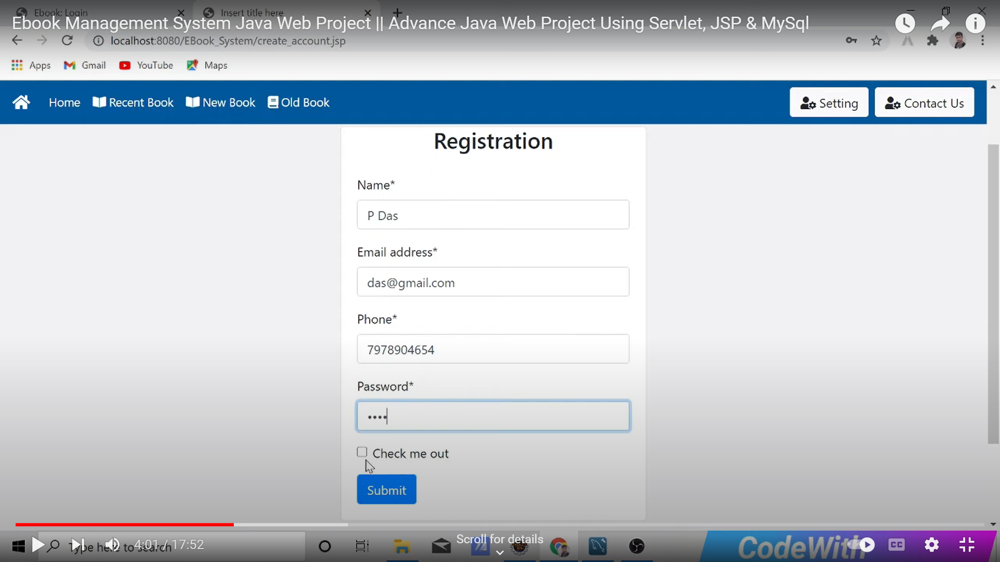 Ebook: Login
Insert title here
Ebook Management System Java Web Project || Advance Java Web Project Using Servlet, JSP & MySql
localhost:8080/EBook_System/create_account.jsp
Apps Gmail YouTube Maps
Home Recent Book New Book Old Book Setting Contact Us
Registration
Name*
P Das
Email address*
das@gmail.com
Phone*
7978904654
Password*
Check me out
Submit
Scroll for details
Type here to search
4:01 / 17:52
CodeWith
CC